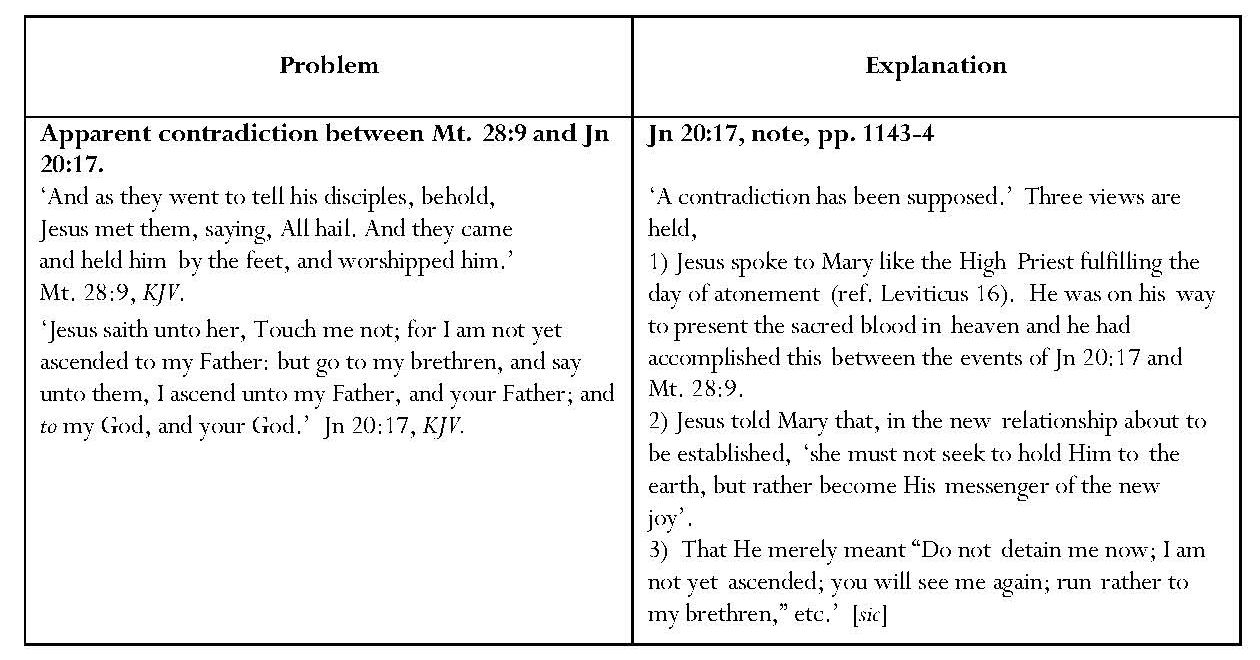 Problem
Explanation
Apparent contradiction between Mt. 28:9 and Jn
20:17.
‘And as they went to tell his disciples, behold,
Jesus met them, saying, All hail. And they came
and held him by the feet, and worshipped him.’
Mt. 28:9, KJV.
‘Jesus saith unto her, Touch me not; for I am not yet
ascended to my Father: but go to my brethren, and say
unto them, I ascend unto my Father, and your Father; and
to my God, and your God.’ Jn 20:17, KJV.
Jn 20:17, note, pp. 1143-4
‘A contradiction has been supposed.’ Three views are
held,
1) Jesus spoke to Mary like the High Priest fulfilling the
day of atonement (ref. Leviticus 16). He was on his way
to present the sacred blood in heaven and he had
accomplished this between the events of Jn 20:17 and
Mt. 28:9.
2) Jesus told Mary that, in the new relationship about to
be established, ‘she must not seek to hold Him to the
earth, but rather become His messenger of the new
joy’.
3) That He merely meant “Do not detain me now; I am
not yet ascended; you will see me again; run rather to
my brethren,” etc.’ [sic]